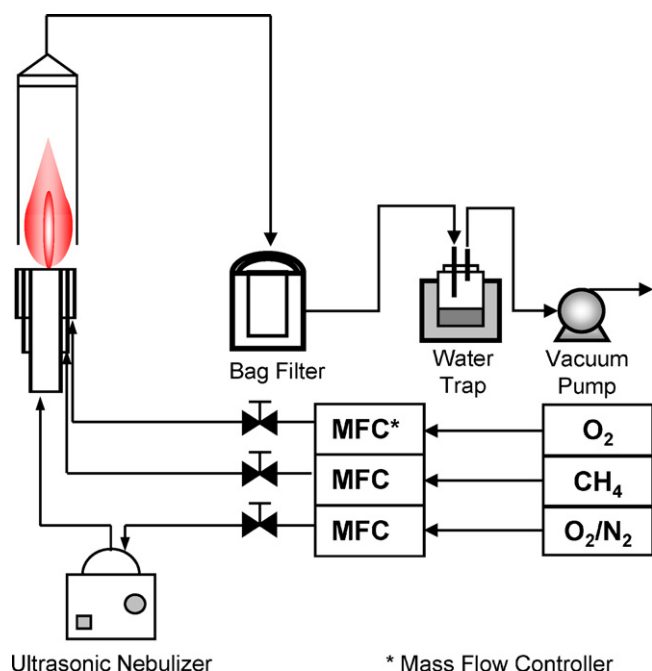 Bag Filter
Water
Trap
Vacuum
Pump
MFC*
O₂
MFC
CH₄
MFC
O₂/N₂
Ultrasonic Nebulizer
* Mass Flow Controller